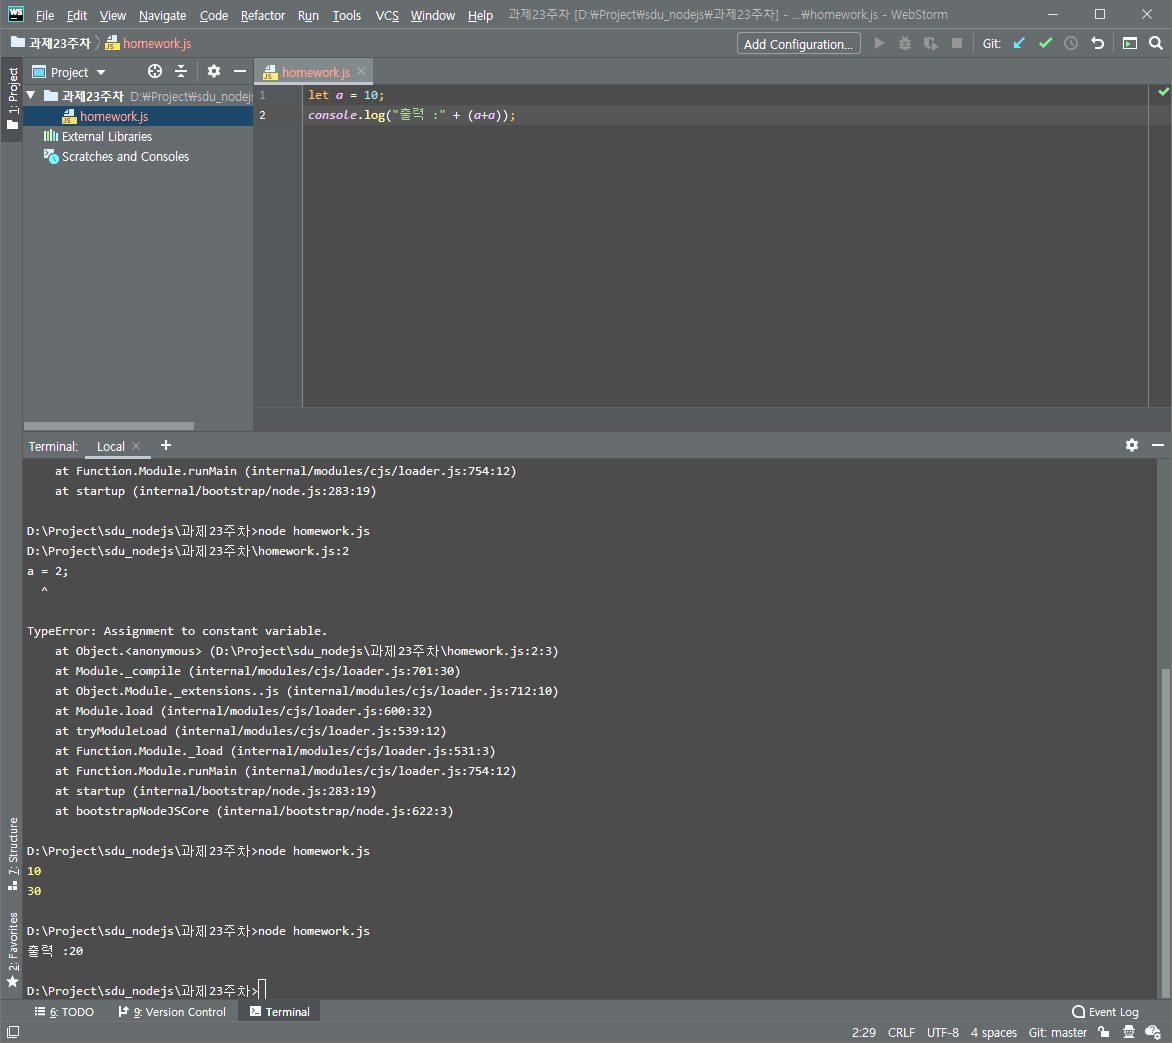 WS File Edit View Navigate Code Refactor Run Tools VCS Window Help 과제23주차 [D:₩Project₩sdu_nodejs₩과제23주차] - ...₩homework.js - WebStorm
과제23주차 homework.js Add Configuration... Git:
1: Project
Project
homework.js
과제23주차 D:₩Project₩sdu_nodejs
homework.js
External Libraries
Scratches and Consoles
1 let a = 10;
2 console.log("출력 :" + (a+a));
Terminal: Local
at Function.Module.runMain (internal/modules/cjs/loader.js:754:12)
at startup (internal/bootstrap/node.js:283:19)
D:\Project\sdu_nodejs\과제23주차>node homework.js
D:\Project\sdu_nodejs\과제23주차\homework.js:2
a = 2;
^
TypeError: Assignment to constant variable.
at Object.<anonymous> (D:\Project\sdu_nodejs\과제23주차\homework.js:2:3)
at Module._compile (internal/modules/cjs/loader.js:701:30)
at Object.Module._extensions..js (internal/modules/cjs/loader.js:712:10)
at Module.load (internal/modules/cjs/loader.js:600:32)
at tryModuleLoad (internal/modules/cjs/loader.js:539:12)
at Function.Module._load (internal/modules/cjs/loader.js:531:3)
at Function.Module.runMain (internal/modules/cjs/loader.js:754:12)
at startup (internal/bootstrap/node.js:283:19)
at bootstrapNodeJSCore (internal/bootstrap/node.js:622:3)
D:\Project\sdu_nodejs\과제23주차>node homework.js
10
30
D:\Project\sdu_nodejs\과제23주차>node homework.js
출력 :20
D:\Project\sdu_nodejs\과제23주차>
7: Structure
2: Favorites
6: TODO 9: Version Control Terminal Event Log
2:29 CRLF UTF-8 4 spaces Git: master